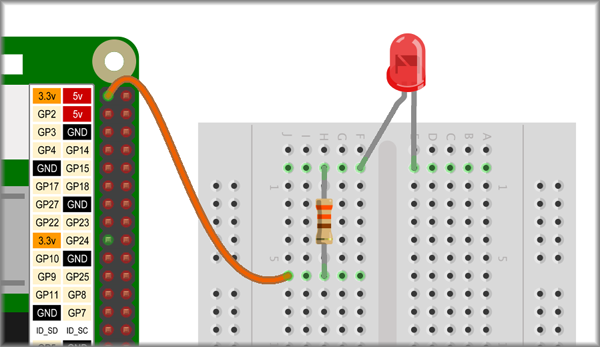 3.3v 5v
GP2 5v
GP3 GND
GP4 GP14
GND GP15
GP17 GP18
GP27 GND
GP22 GP23
3.3v GP24
GP10 GND
GP9 GP25
GP11 GP8
GND GP7
ID_SD ID_SC
J I H G F D C B A
1 1
5 5